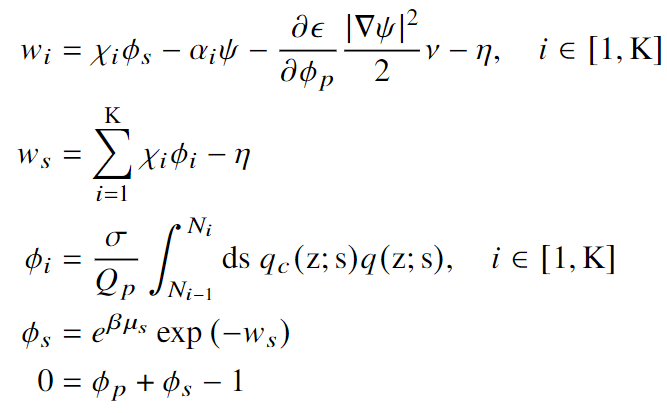 w_i = χ_i ϕ_s − α_i ψ − ∂ϵ/∂ϕ_p |∇ψ|²/2 ν − η, i ∈ [1, K]
w_s = ∑_{i=1}^{K} χ_i ϕ_i − η
ϕ_i = σ/Q_p ∫_{N_{i−1}}^{N_i} ds q_c(z; s)q(z; s), i ∈ [1, K]
ϕ_s = e^{βμ_s} exp (−w_s)
0 = ϕ_p + ϕ_s − 1